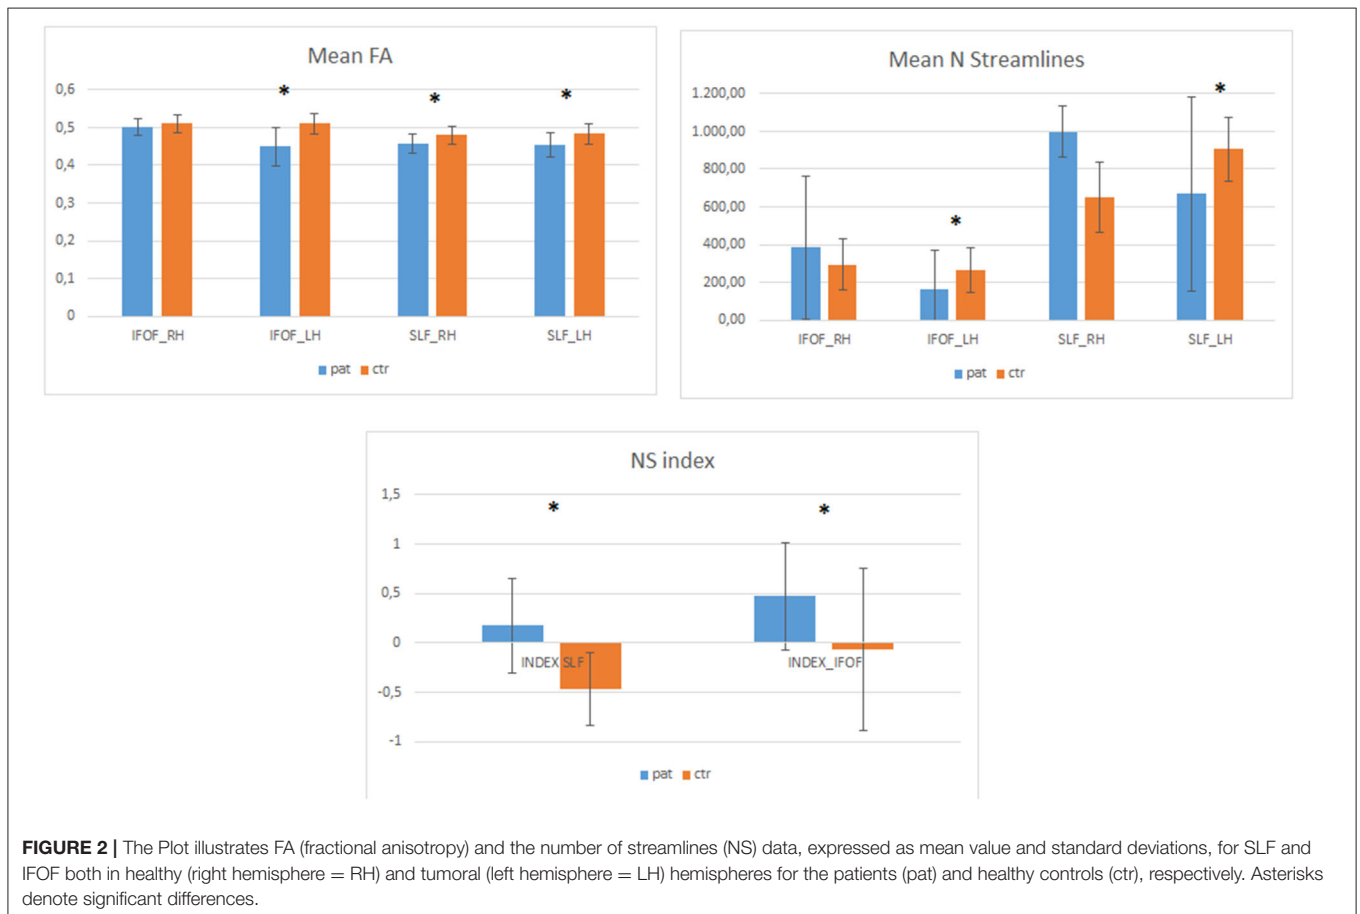 Mean FA
*
*
*
0,6
0,5
0,4
0,3
0,2
0,1
0
IFOF_RH IFOF_LH SLF_RH SLF_LH
pat ctr
Mean N Streamlines
*
*
1.200,00
1.000,00
800,00
600,00
400,00
200,00
0,00
IFOF_RH IFOF_LH SLF_RH SLF_LH
pat ctr
NS index
*
*
1,5
1
0,5
0
-0,5
-1
INDEX SLF INDEX_IFOF
pat ctr
FIGURE 2 | The Plot illustrates FA (fractional anisotropy) and the number of streamlines (NS) data, expressed as mean value and standard deviations, for SLF and
IFOF both in healthy (right hemisphere = RH) and tumoral (left hemisphere = LH) hemispheres for the patients (pat) and healthy controls (ctr), respectively. Asterisks
denote significant differences.